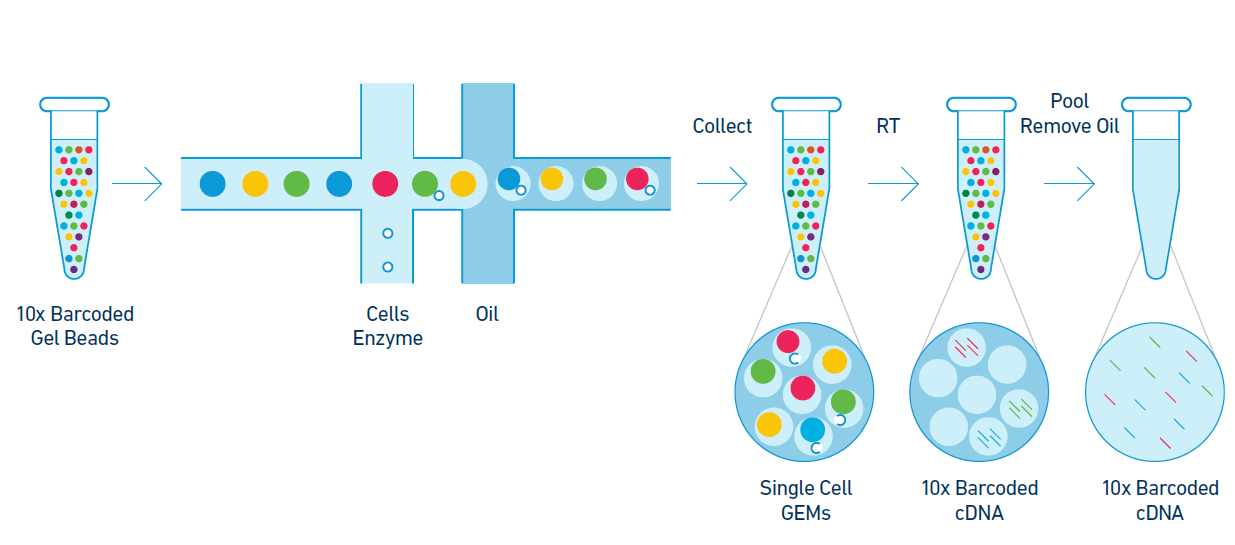 10x Barcoded
Gel Beads
Cells
Enzyme
Oil
Collect
RT
Pool
Remove Oil
Single Cell
GEMs
10x Barcoded
cDNA
10x Barcoded
cDNA